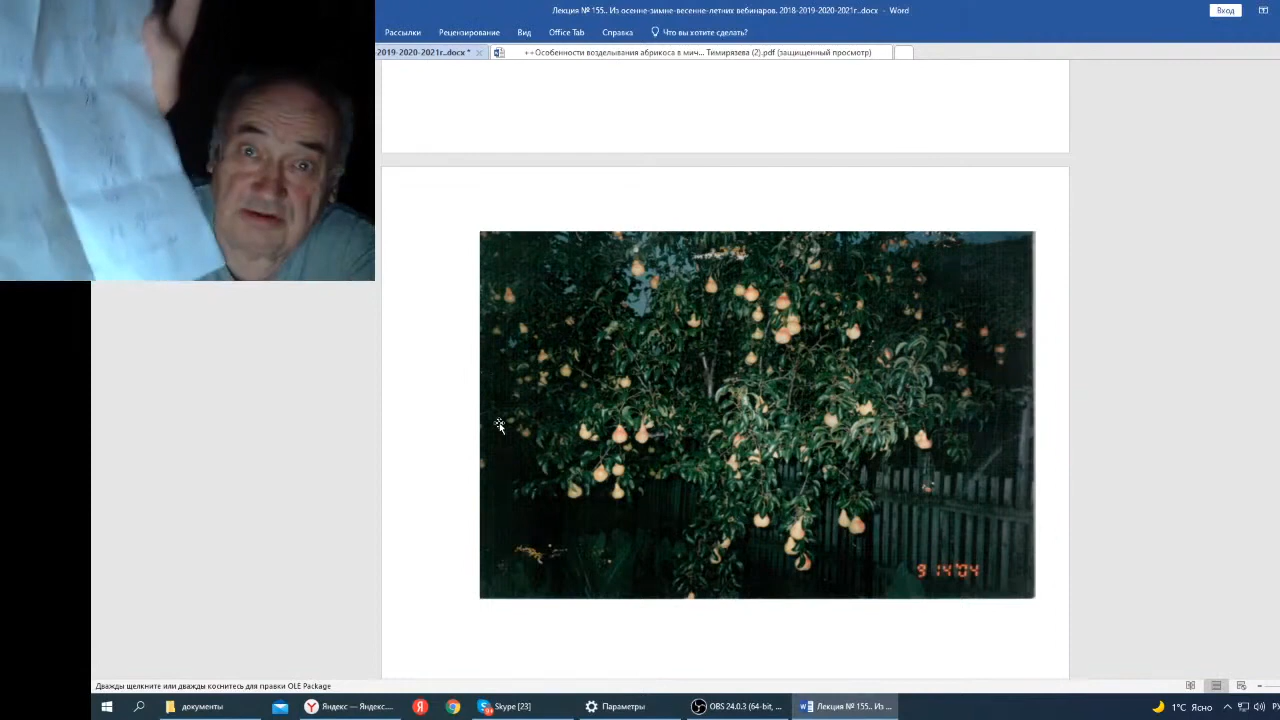 Лекция № 155.. Из осенне-зимне-весенне-летних вебинаров. 2018-2019-2020-2021г..docx - Word
Вход
Рассылки Рецензирование Вид Office Tab Справка Что вы хотите сделать?
2019-2020-2021г..docx *
++Особенности возделывания абрикоса в мич... Тимирязева (2).pdf (защищенный просмотр)
9 14'04
Дважды щелкните или дважды коснитесь для правки OLE Package
документы
Яндекс — Яндекс....
Skype [23]
Параметры
OBS 24.0.3 (64-bit, ...
Лекция № 155.. Из ...
1°C Ясно